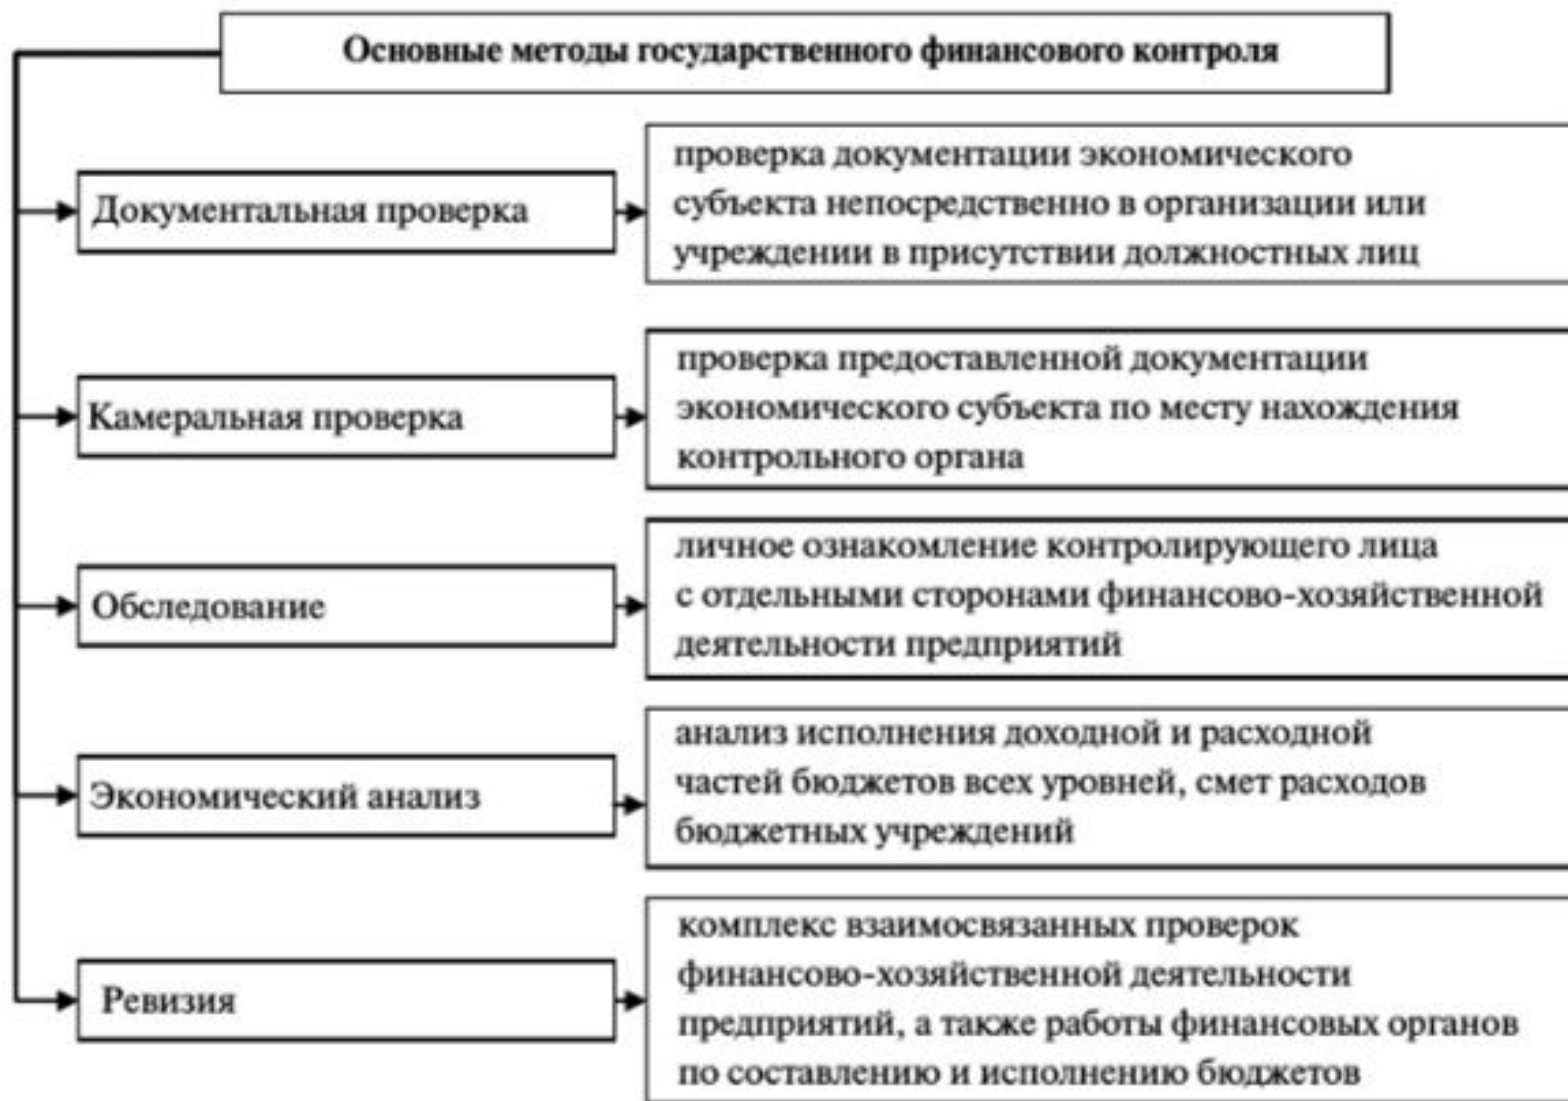 Основные методы государственного финансового контроля
Документальная проверка
проверка документации экономического
субъекта непосредственно в организации или
учреждении в присутствии должностных лиц
Камеральная проверка
проверка предоставленной документации
экономического субъекта по месту нахождения
контрольного органа
Обследование
личное ознакомление контролирующего лица
с отдельными сторонами финансово-хозяйственной
деятельности предприятий
Экономический анализ
анализ исполнения доходной и расходной
частей бюджетов всех уровней, смет расходов
бюджетных учреждений
Ревизия
комплекс взаимосвязанных проверок
финансово-хозяйственной деятельности
предприятий, а также работы финансовых органов
по составлению и исполнению бюджетов